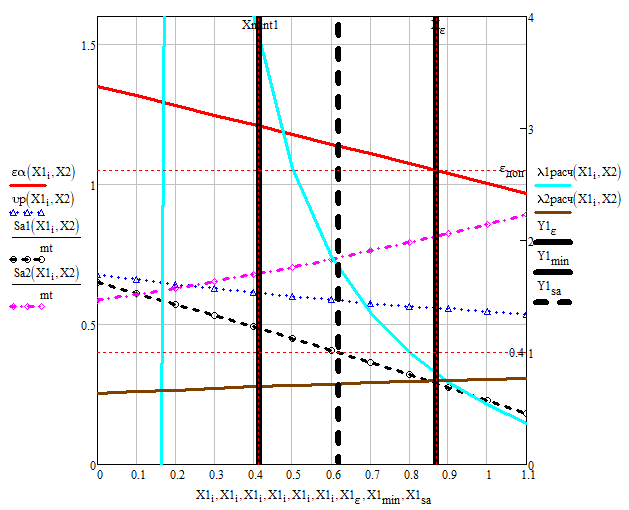 Xmint1
X
ε
4
1.5
3
εα(X1i,X2)
υp(X1i,X2)
Sa1(X1i,X2)
mt
Sa2(X1i,X2)
mt
1
0.5
0
εдоп
2
0.4
1
0
λ1расч(X1i,X2)
λ2расч(X1i,X2)
Y1ε
Y1min
Y1sa
0 0.1 0.2 0.3 0.4 0.5 0.6 0.7 0.8 0.9 1 1.1
X1i,X1i,X1i,X1i,X1i,X1i,X1ε,X1min,X1sa